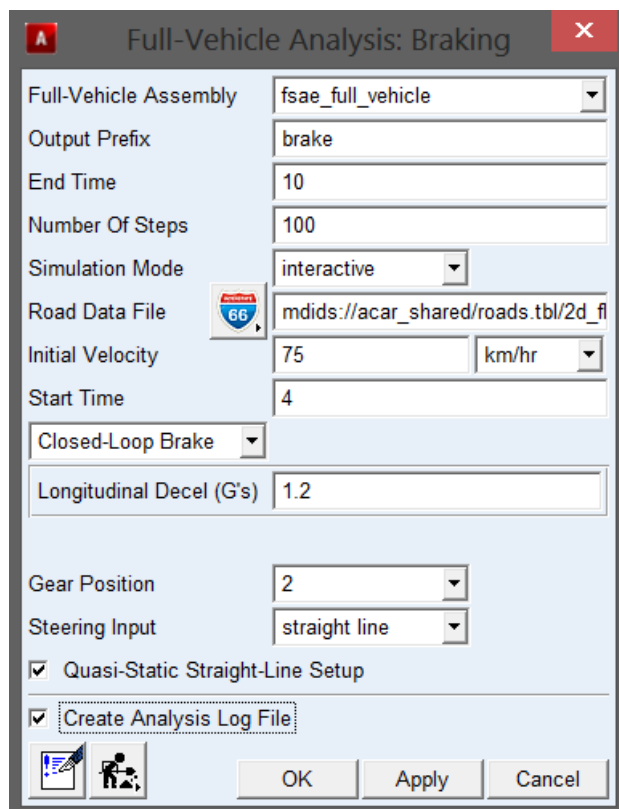 A Full-Vehicle Analysis: Braking ×
Full-Vehicle Assembly fsae_full_vehicle
Output Prefix brake
End Time 10
Number Of Steps 100
Simulation Mode interactive
Road Data File 66 mdids://acar_shared/roads.tbl/2d_fl
Initial Velocity 75 km/hr
Start Time 4
Closed-Loop Brake
Longitudinal Decel (G's) 1.2
Gear Position 2
Steering Input straight line
Quasi-Static Straight-Line Setup
Create Analysis Log File
OK Apply Cancel